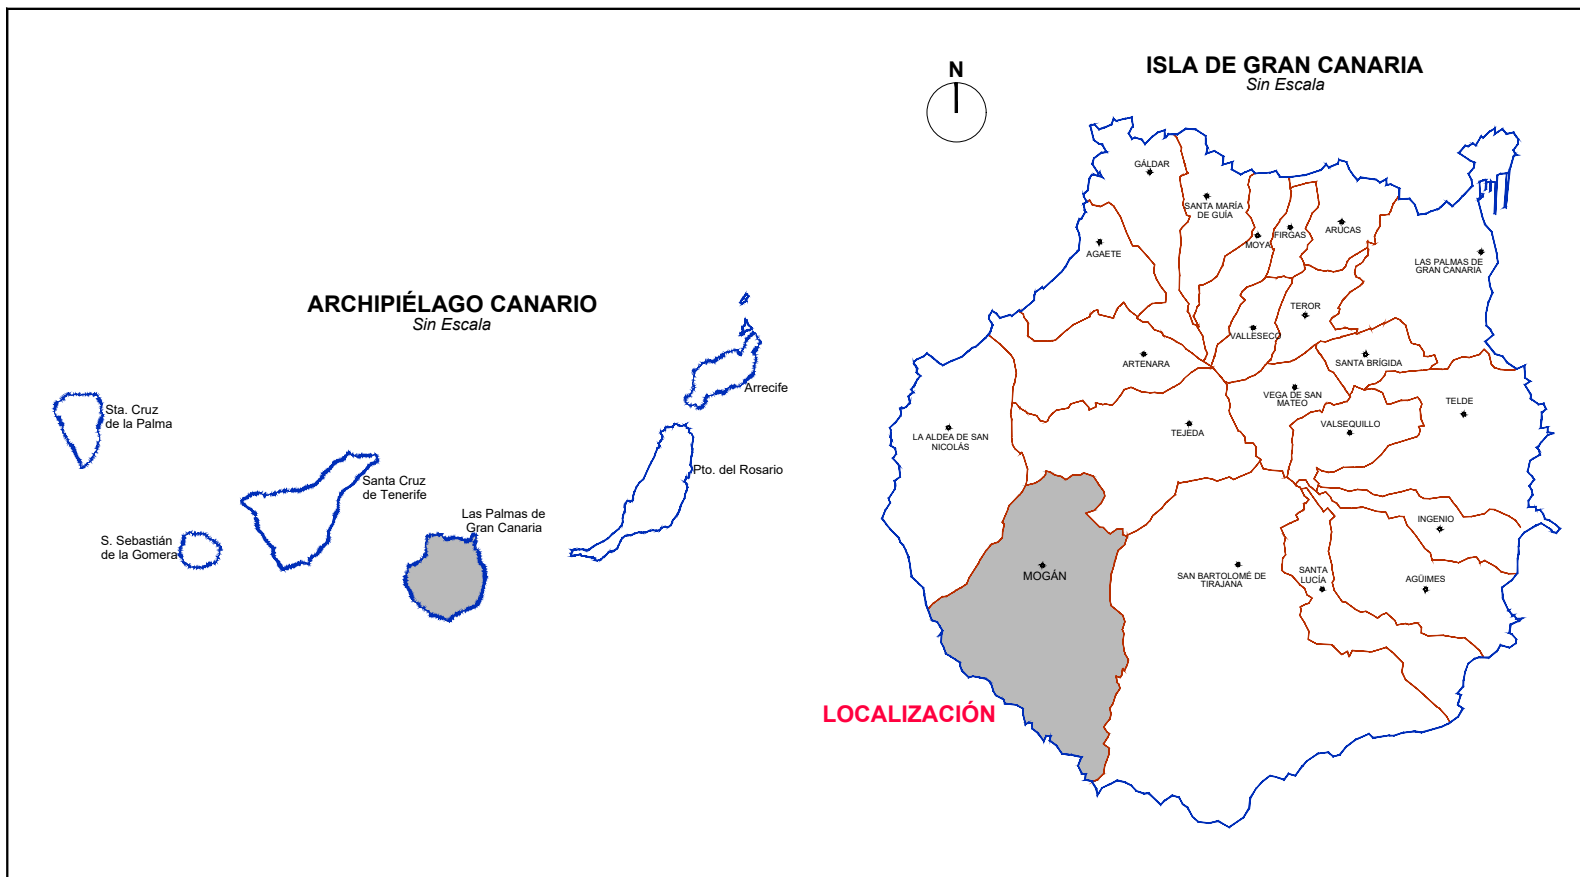 ARCHIPIÉLAGO CANARIO
Sin Escala
Sta. Cruz
de la Palma
S. Sebastián
de la Gomera
Santa Cruz
de Tenerife
Las Palmas de
Gran Canaria
Pto. del Rosario
Arrecife
N
ISLA DE GRAN CANARIA
Sin Escala
GÁLDAR
SANTA MARÍA
DE GUÍA
AGAETE
MOYA
FIRGAS
ARUCAS
LAS PALMAS DE
GRAN CANARIA
TEROR
VALLESECO
ARTENARA
SANTA BRÍGIDA
VEGA DE SAN
MATEO
TELDE
LA ALDEA DE SAN
NICOLÁS
TEJEDA
VALSEQUILLO
INGENIO
MOGÁN
SAN BARTOLOMÉ DE
TIRAJANA
SANTA
LUCÍA
AGÜIMES
LOCALIZACIÓN